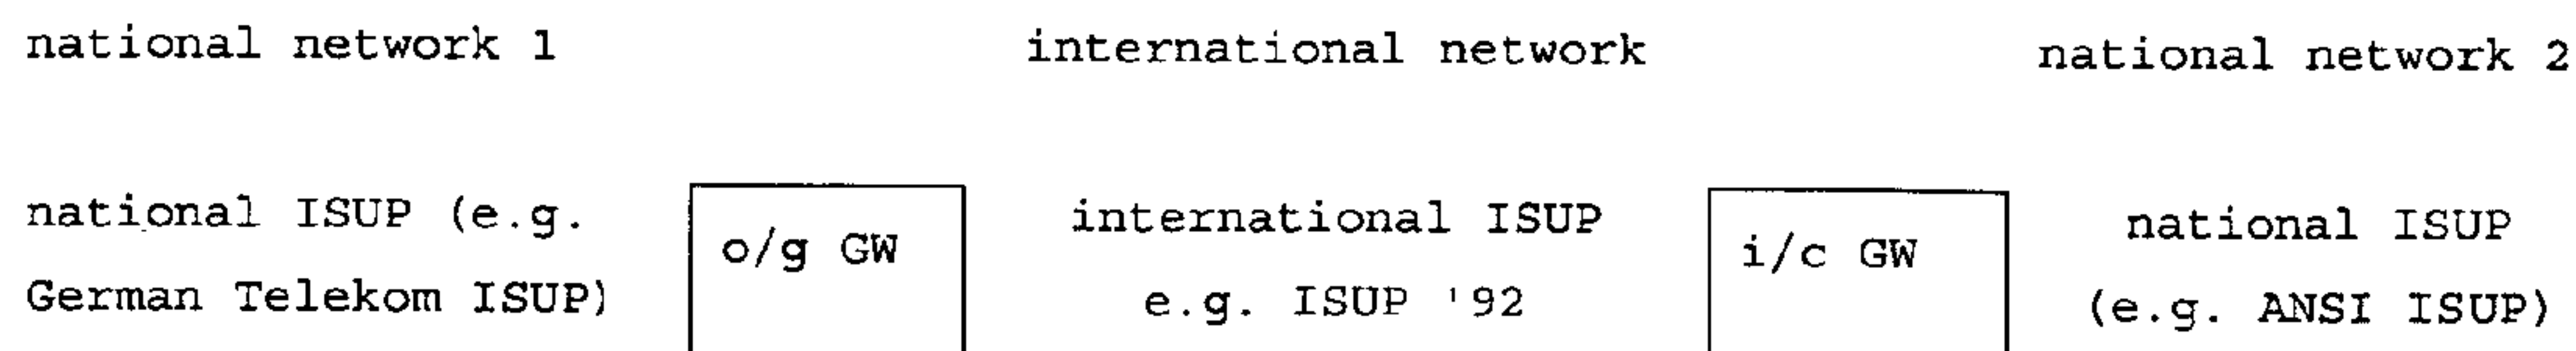 national network 1
international network
national network 2
national ISUP (e.g.
German Telekom ISUP)
o/g GW
international ISUP
e.g. ISUP '92
i/c GW
national ISUP
(e.g. ANSI ISUP)